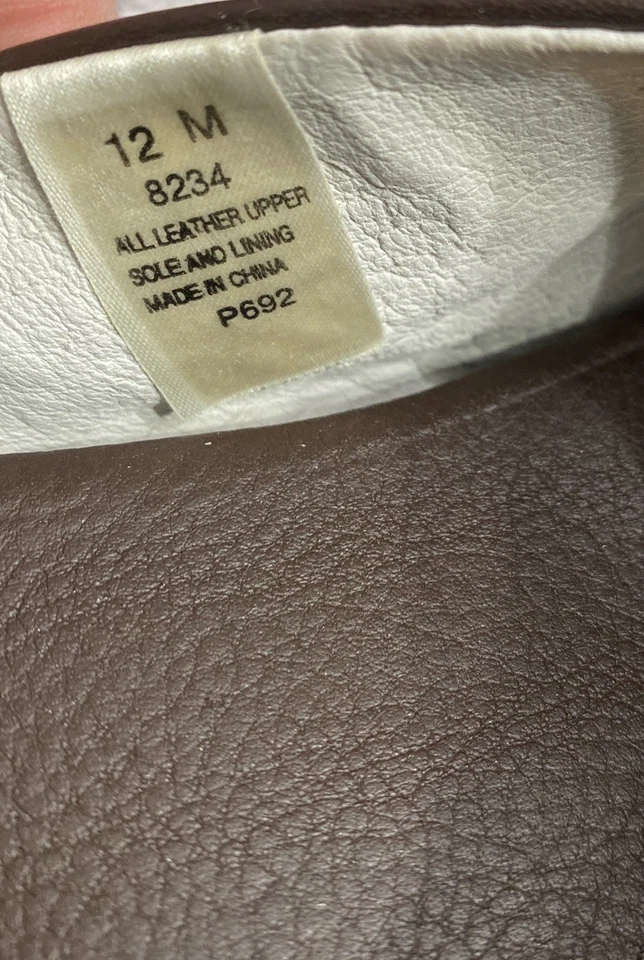 12 M
8234
ALL LEATHER UPPER
SOLE AND LINING
MADE IN CHINA
P692